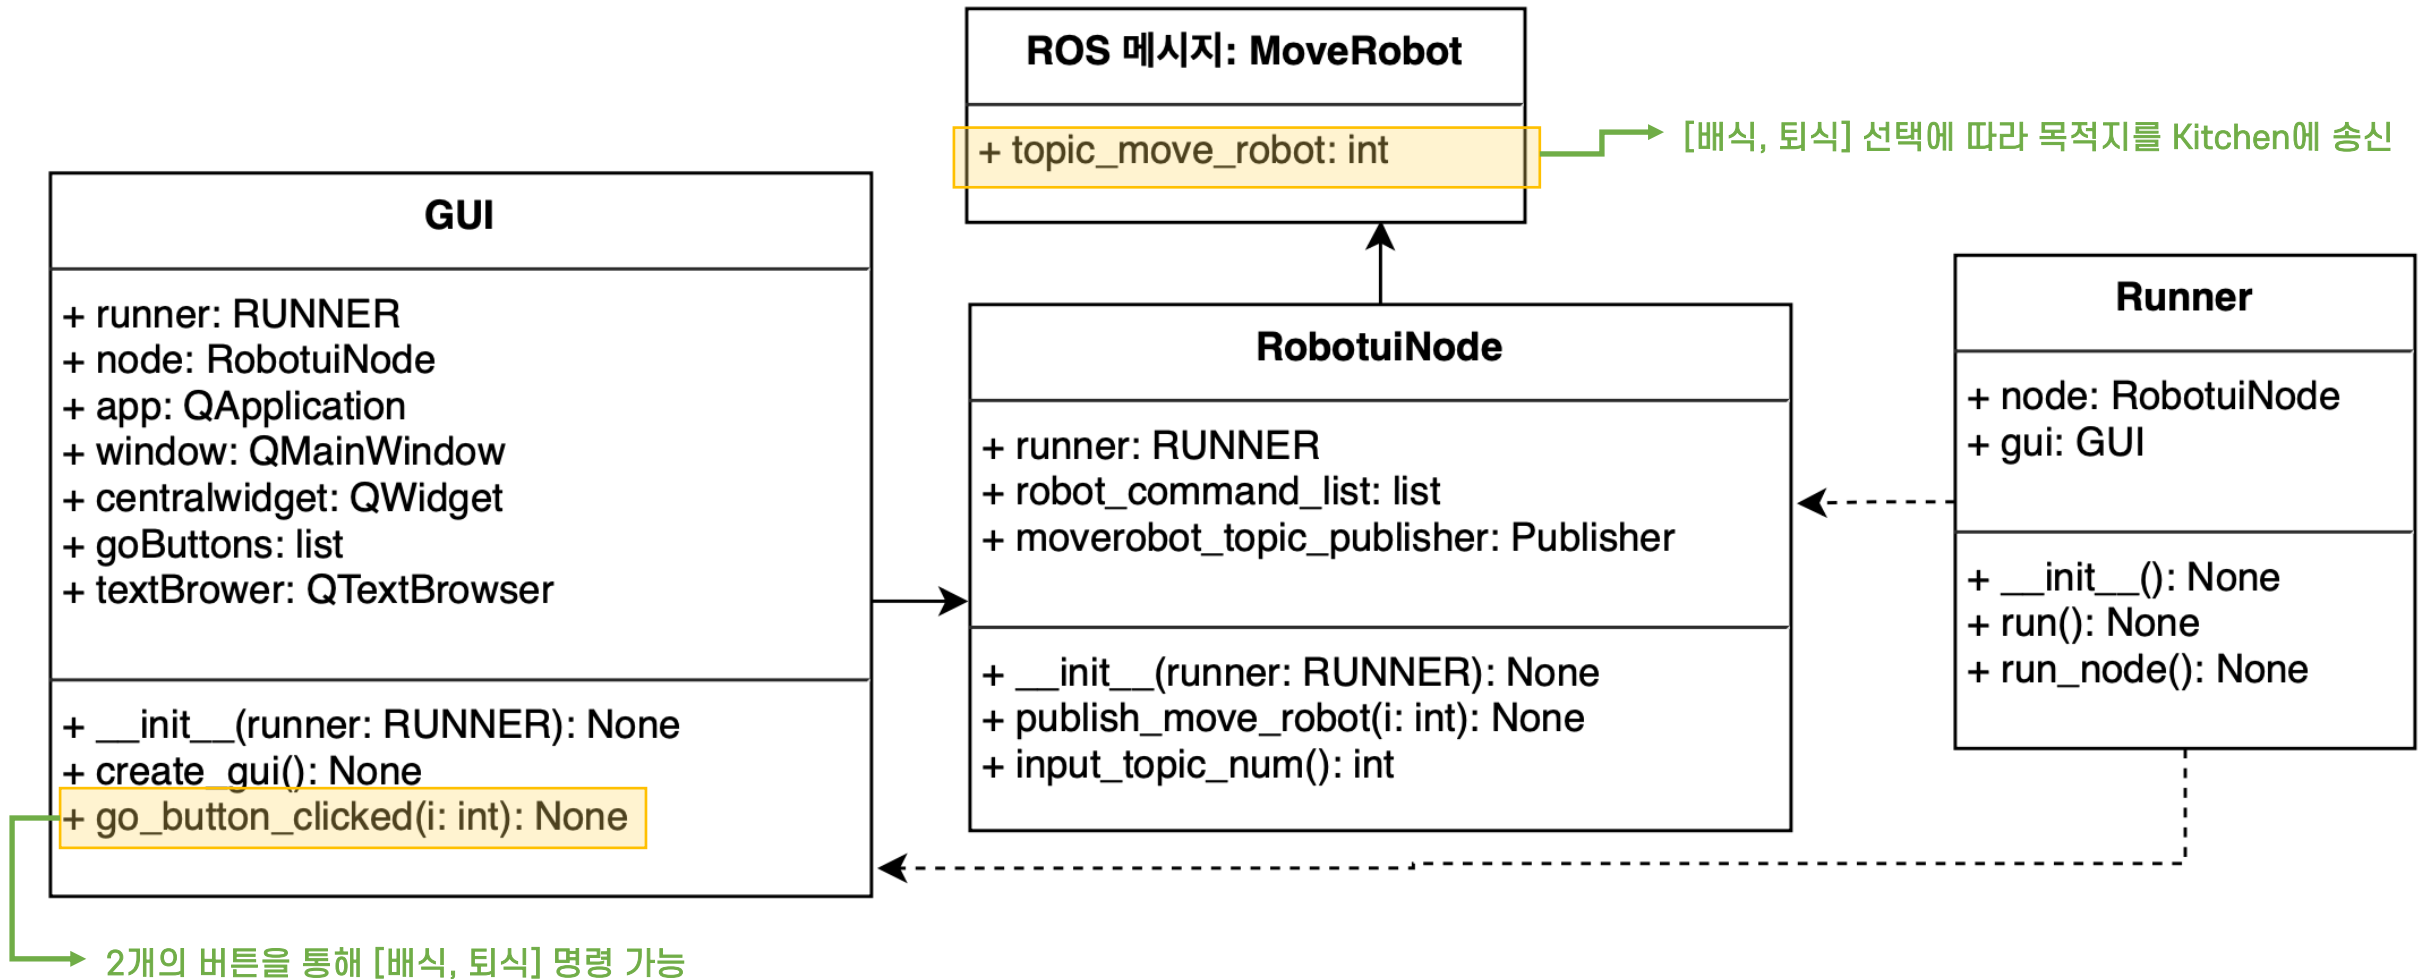 ROS 메시지: MoveRobot
+ topic_move_robot: int
[배식, 퇴식] 선택에 따라 목적지를 Kitchen에 송신
GUI
+ runner: RUNNER
+ node: RobotuiNode
+ app: QApplication
+ window: QMainWindow
+ centralwidget: QWidget
+ goButtons: list
+ textBrower: QTextBrowser
+ __init__(runner: RUNNER): None
+ create_gui(): None
+ go_button_clicked(i: int): None
2개의 버튼을 통해 [배식, 퇴식] 명령 가능
RobotuiNode
+ runner: RUNNER
+ robot_command_list: list
+ moverobot_topic_publisher: Publisher
+ __init__(runner: RUNNER): None
+ publish_move_robot(i: int): None
+ input_topic_num(): int
Runner
+ node: RobotuiNode
+ gui: GUI
+ __init__(): None
+ run(): None
+ run_node(): None